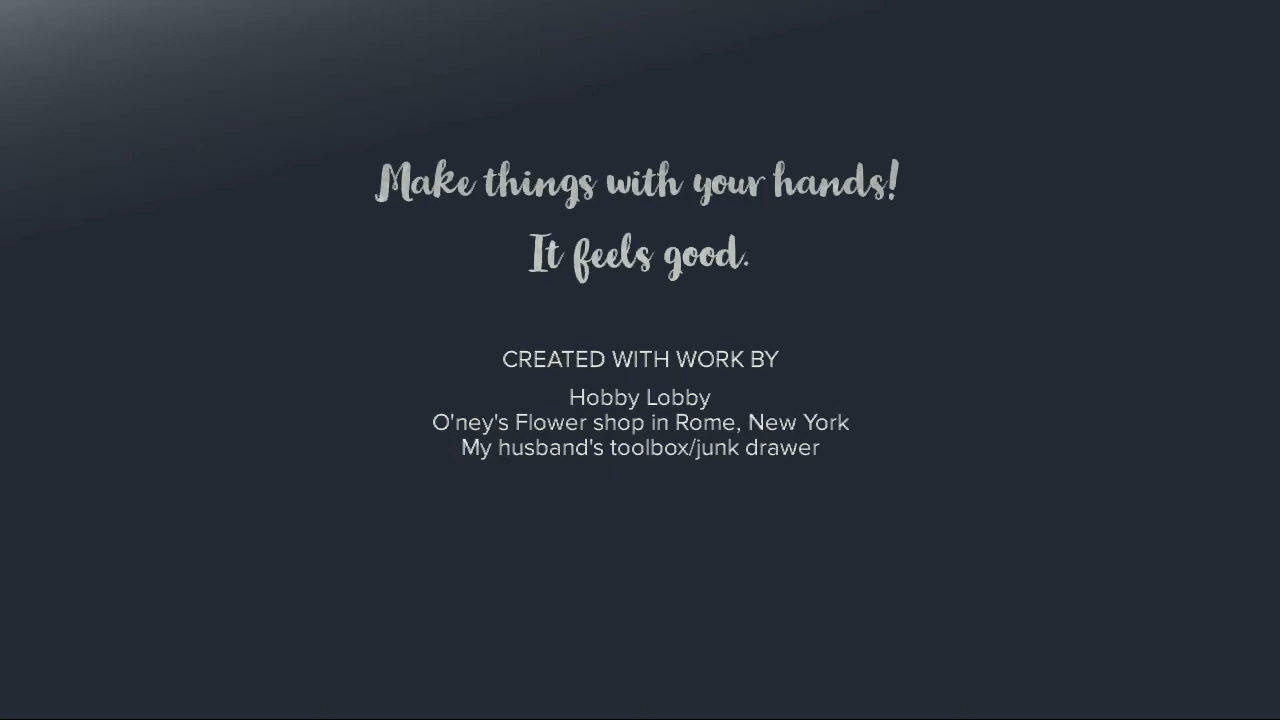 Make things with your hands!
It feels good.
CREATED WITH WORK BY
Hobby Lobby
O'ney's Flower shop in Rome, New York
My husband's toolbox/junk drawer